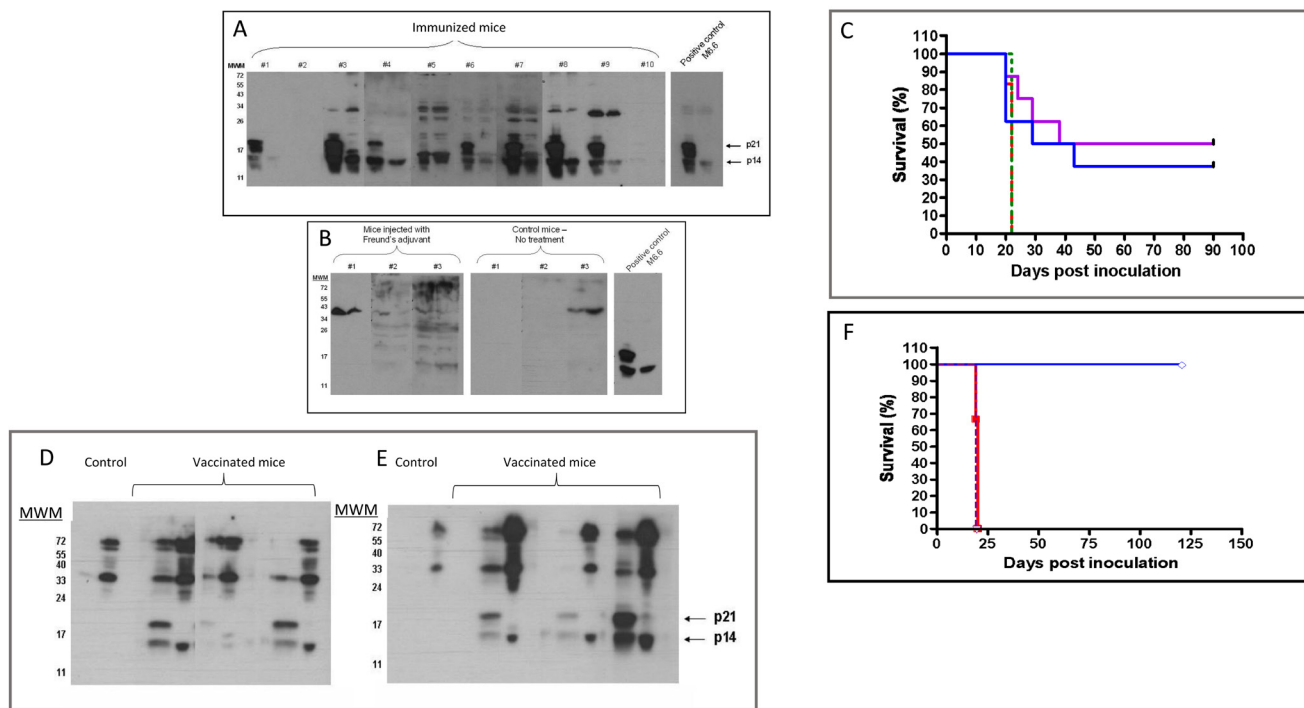 A
Immunized mice
Positive control
M6.6
MWM
#1 #2 #3 #4 #5 #6 #7 #8 #9 #10
72
55
43
34
26
17
11
p21
p14
B
Mice injected with
Freund's adjuvant
Control mice –
No treatment
Positive control
M6.6
MWM
#1 #2 #3 #1 #2 #3
72
55
43
34
26
17
11
C
Survival (%)
110
100
90
80
70
60
50
40
30
20
10
0
0 10 20 30 40 50 60 70 80 90 100
Days post inoculation
D
Control
Vaccinated mice
MWM
72
55
40
33
24
17
11
E
Control
Vaccinated mice
MWM
72
55
40
33
24
17
11
p21
p14
F
Survival (%)
110
100
90
80
70
60
50
40
30
20
10
0
0 25 50 75 100 125 150
Days post inoculation